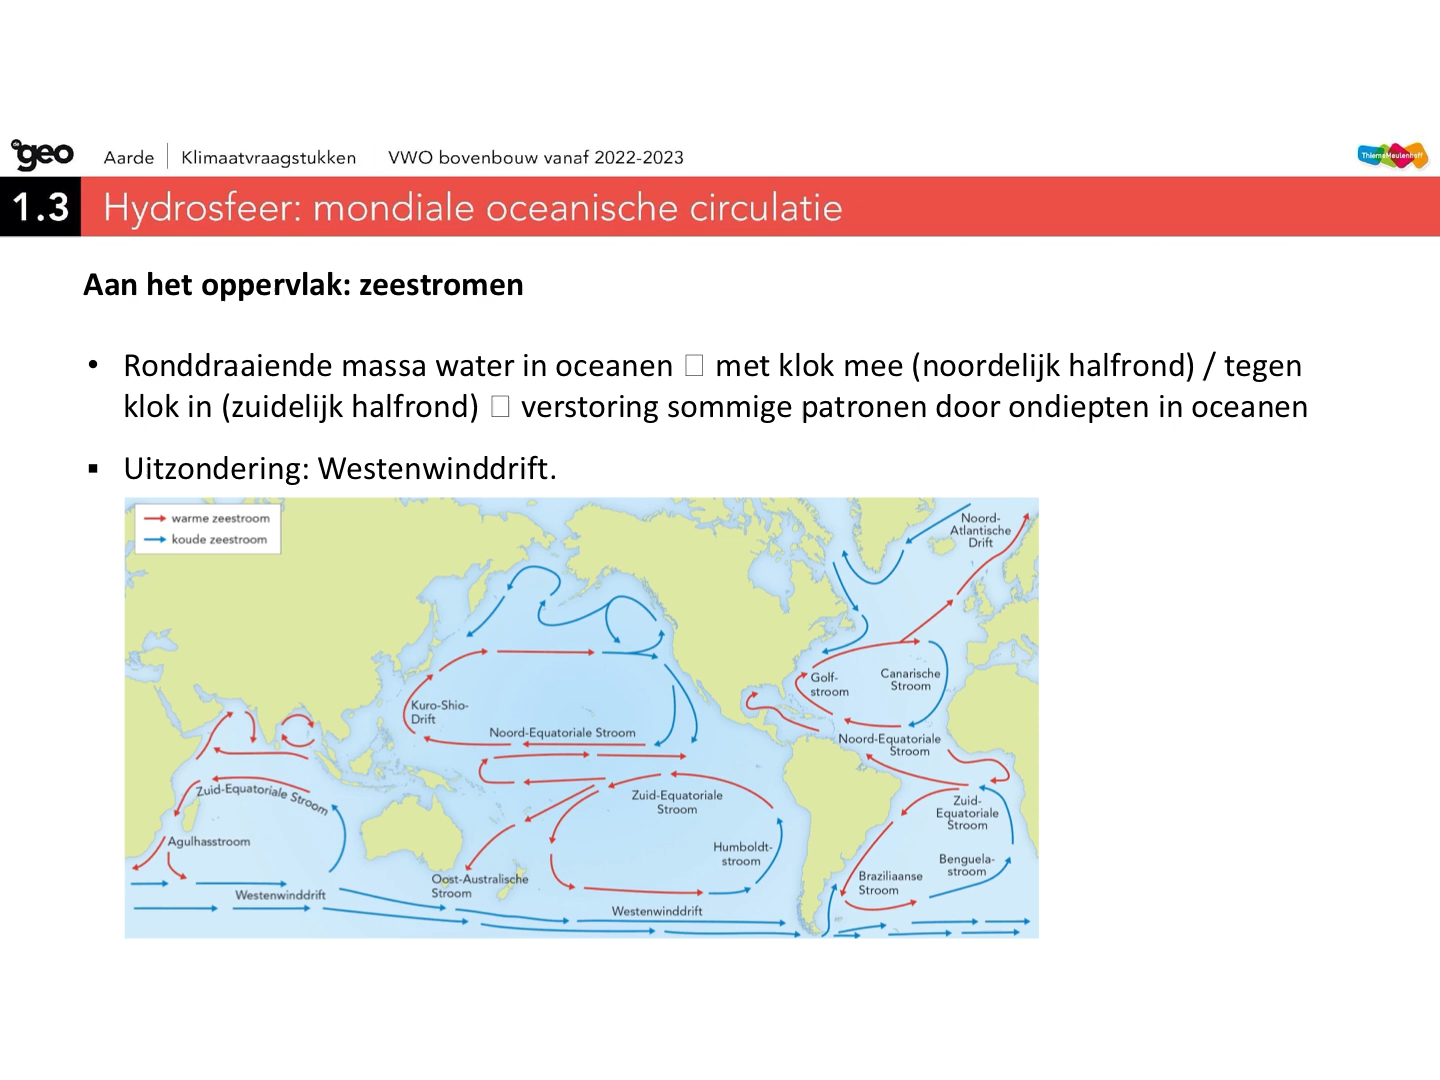 de geo Aarde | Klimaatvraagstukken VWO bovenbouw vanaf 2022-2023 ThiemeMeulenhoff
1.3 Hydrosfeer: mondiale oceanische circulatie
Aan het oppervlak: zeestromen
• Ronddraaiende massa water in oceanen □ met klok mee (noordelijk halfrond) / tegen
klok in (zuidelijk halfrond) □ verstoring sommige patronen door ondiepten in oceanen
▪ Uitzondering: Westenwinddrift.
warme zeestroom
koude zeestroom
Noord-
Atlantische
Drift
Golf-
stroom
Canarische
Stroom
Kuro-Shio-
Drift
Noord-Equatoriale Stroom
Noord-Equatoriale
Stroom
Zuid-Equatoriale Stroom
Zuid-Equatoriale
Stroom
Zuid-
Equatoriale
Stroom
Agulhasstroom
Humboldt-
stroom
Benguela-
stroom
Oost-Australische
Stroom
Braziliaanse
Stroom
Westenwinddrift
Westenwinddrift